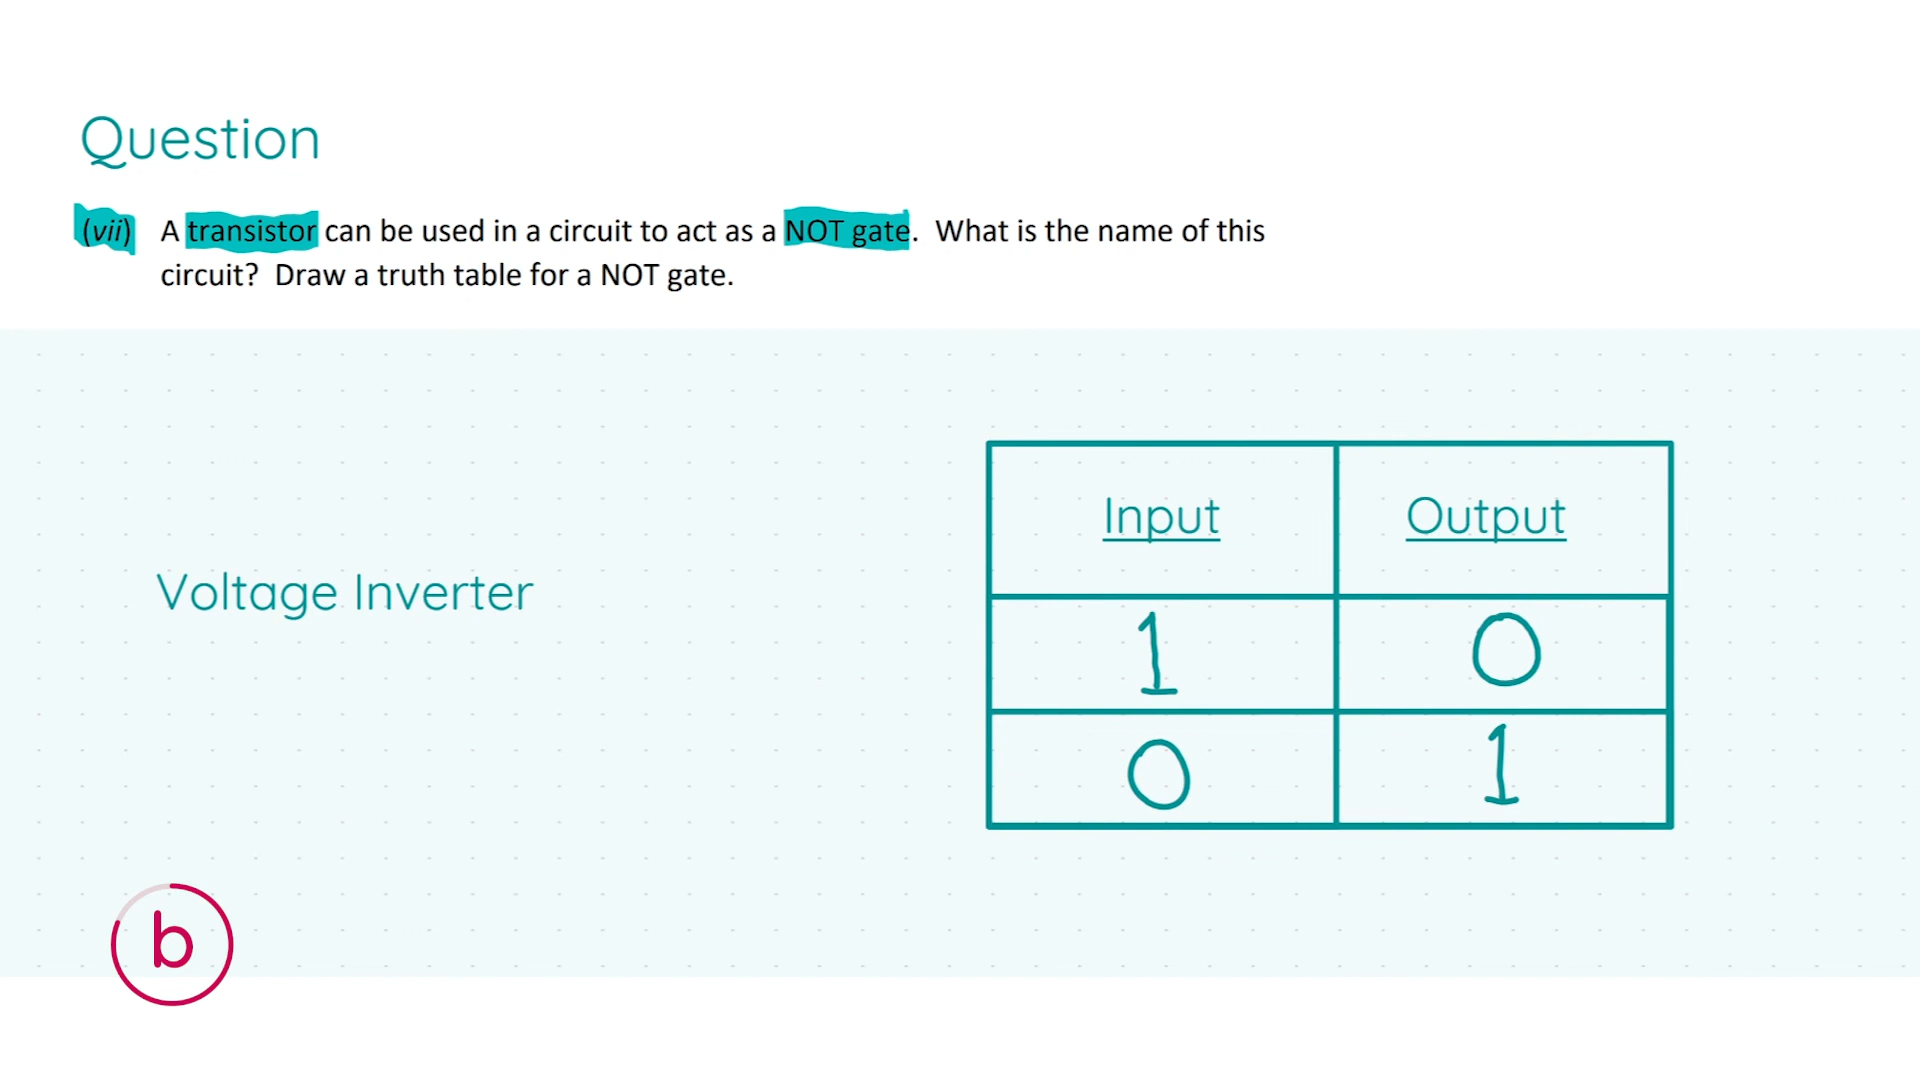 Question
(vii) A transistor can be used in a circuit to act as a NOT gate. What is the name of this
circuit? Draw a truth table for a NOT gate.
Voltage Inverter
Input Output
1 0
0 1
b